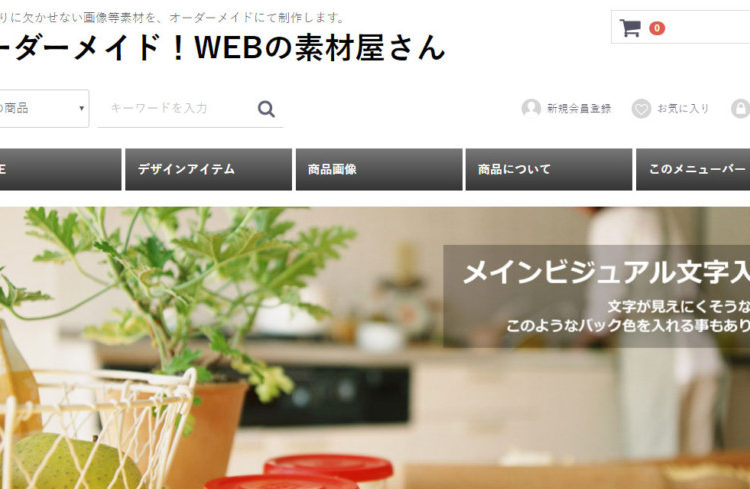 りに欠かせない画像等素材を、オーダーメイドにて制作します。
ーダーメイド！WEBの素材屋さん
0
の商品
キーワードを入力
新規会員登録
お気に入り
E
デザインアイテム
商品画像
商品について
このメニューバー
メインビジュアル文字入
文字が見えにくそうな
このようなバック色を入れる事もあり